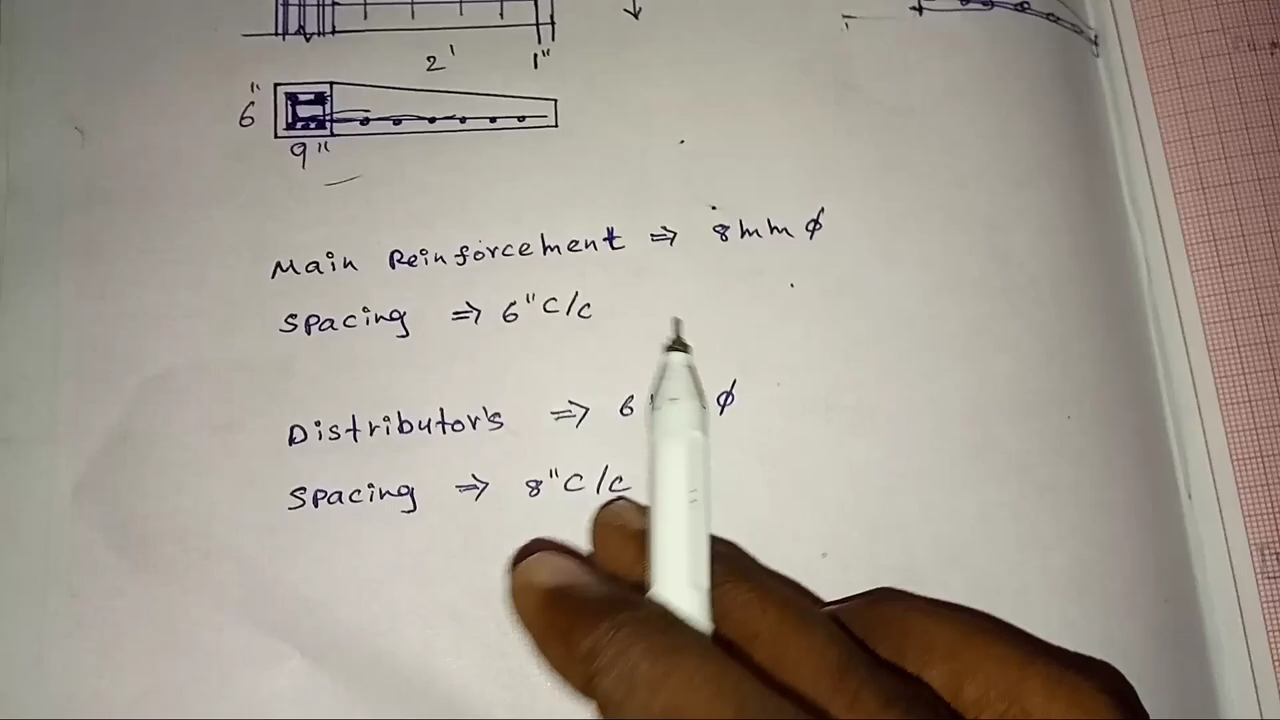 2' 1"
6"
9"
Main Reinforcement ⇒ 8mm ϕ
Spacing ⇒ 6" C/C
Distributor's ⇒ 6 ϕ
Spacing ⇒ 8" C/C